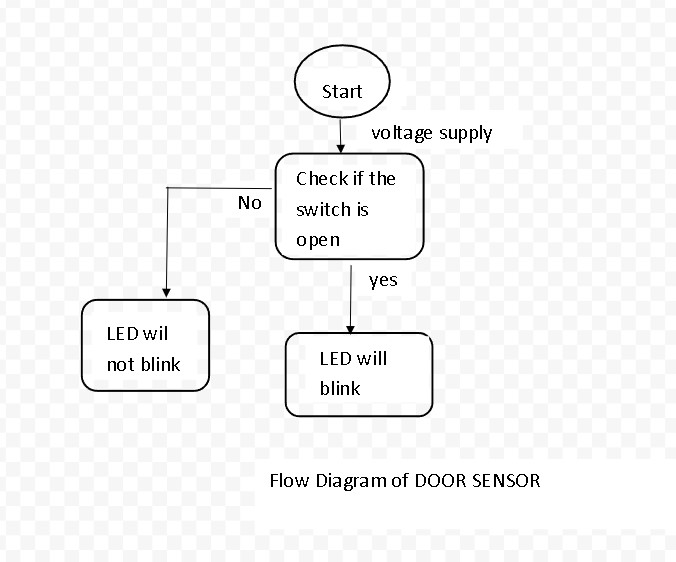 Start
voltage supply
Check if the
switch is
open
No
yes
LED wil
not blink
LED will
blink
Flow Diagram of DOOR SENSOR